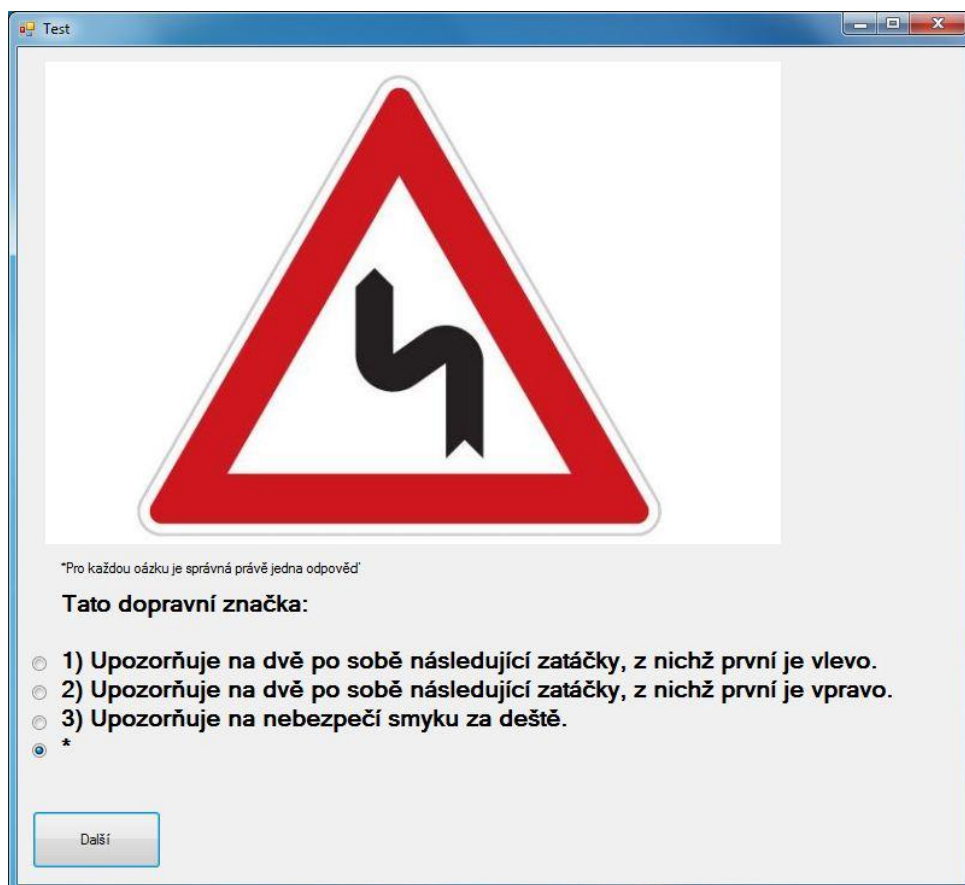 Test
*Pro každou oázku je správná právě jedna odpověď
Tato dopravní značka:
1) Upozorňuje na dvě po sobě následující zatáčky, z nichž první je vlevo.
2) Upozorňuje na dvě po sobě následující zatáčky, z nichž první je vpravo.
3) Upozorňuje na nebezpečí smyku za deště.
*
Další